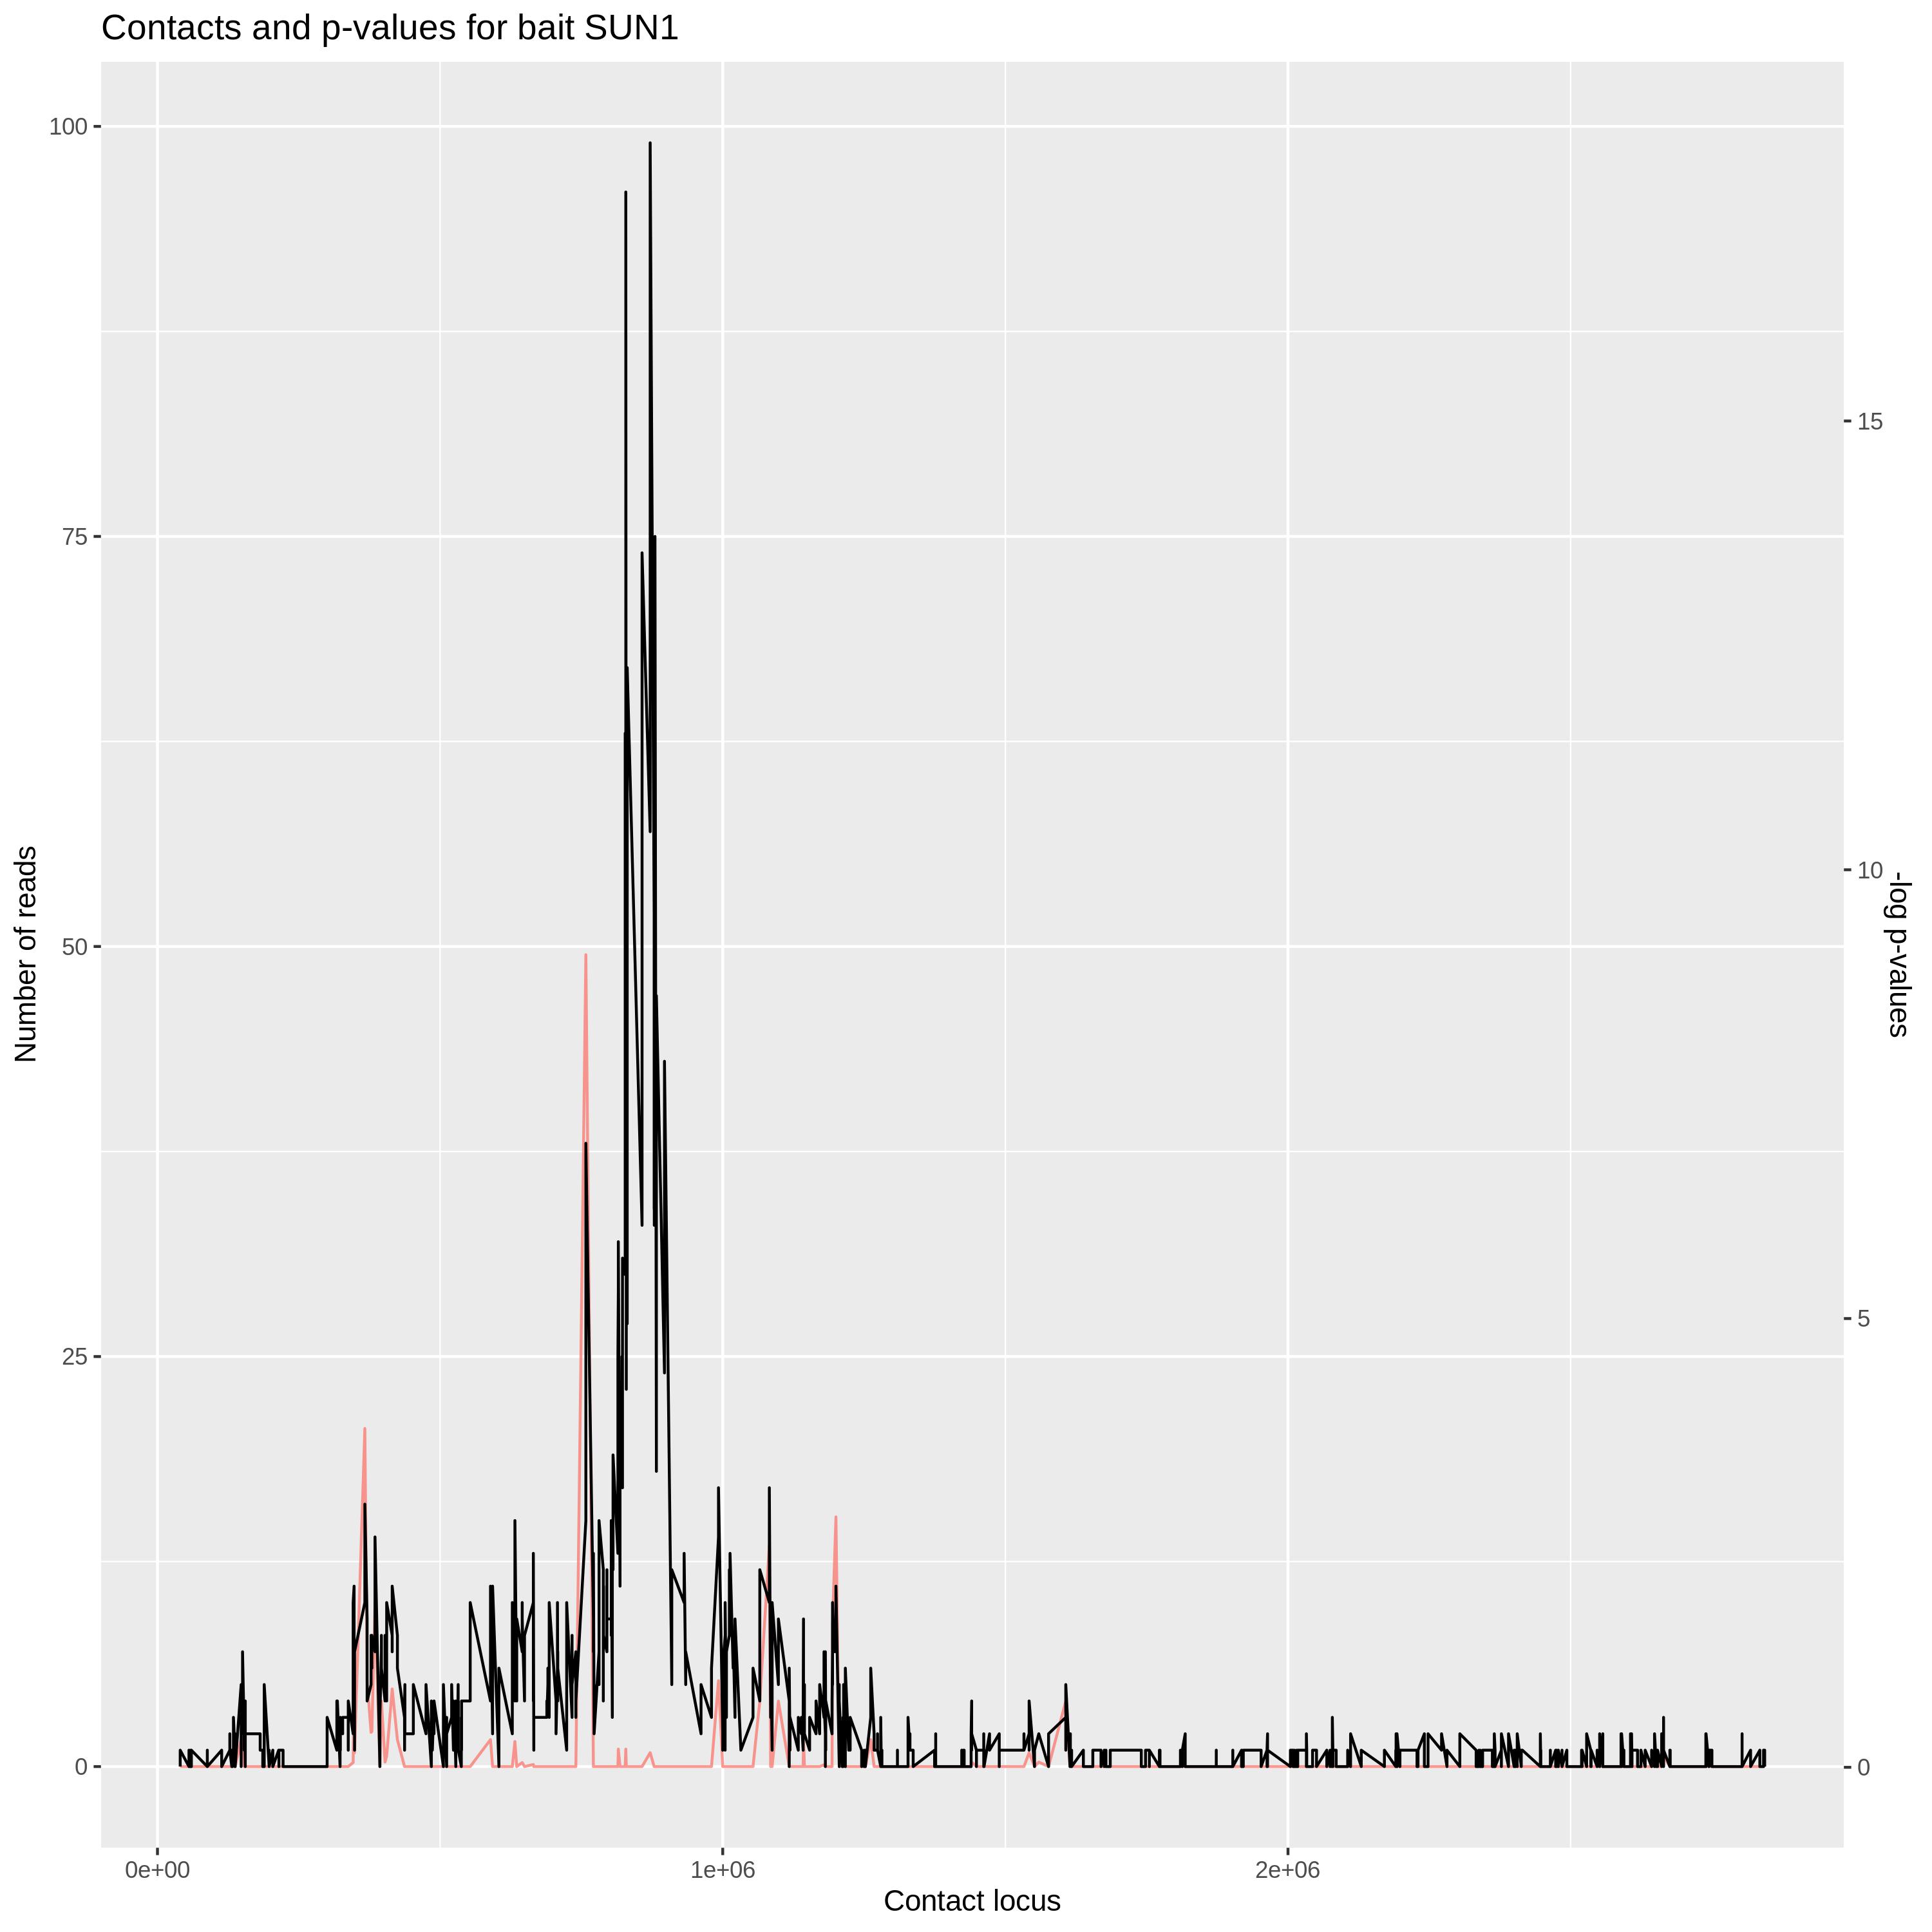 Contacts and p-values for bait SUN1
100
75
50
25
0
Number of reads
15
10
5
0
-log p-values
0e+00
1e+06
2e+06
Contact locus